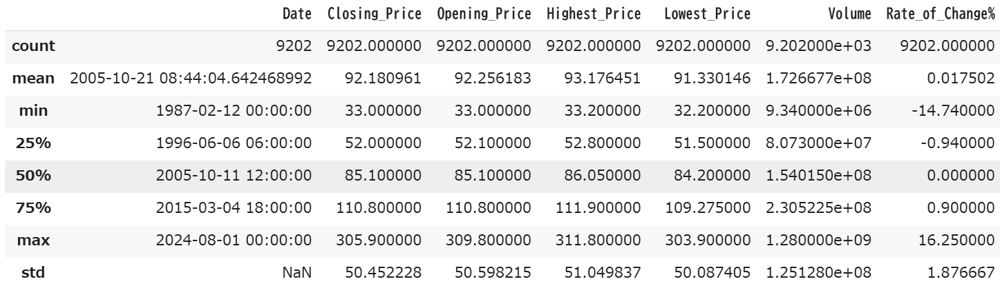 Date Closing_Price Opening_Price Highest_Price Lowest_Price Volume Rate_of_Change%
count 9202 9202.000000 9202.000000 9202.000000 9202.000000 9.202000e+03 9202.000000
mean 2005-10-21 08:44:04.642468992 92.180961 92.256183 93.176451 91.330146 1.726677e+08 0.017502
min 1987-02-12 00:00:00 33.000000 33.000000 33.200000 32.200000 9.340000e+06 -14.740000
25% 1996-06-06 06:00:00 52.000000 52.100000 52.800000 51.500000 8.073000e+07 -0.940000
50% 2005-10-11 12:00:00 85.100000 85.100000 86.050000 84.200000 1.540150e+08 0.000000
75% 2015-03-04 18:00:00 110.800000 110.800000 111.900000 109.275000 2.305225e+08 0.900000
max 2024-08-01 00:00:00 305.900000 309.800000 311.800000 303.900000 1.280000e+09 16.250000
std NaN 50.452228 50.598215 51.049837 50.087405 1.251280e+08 1.876667